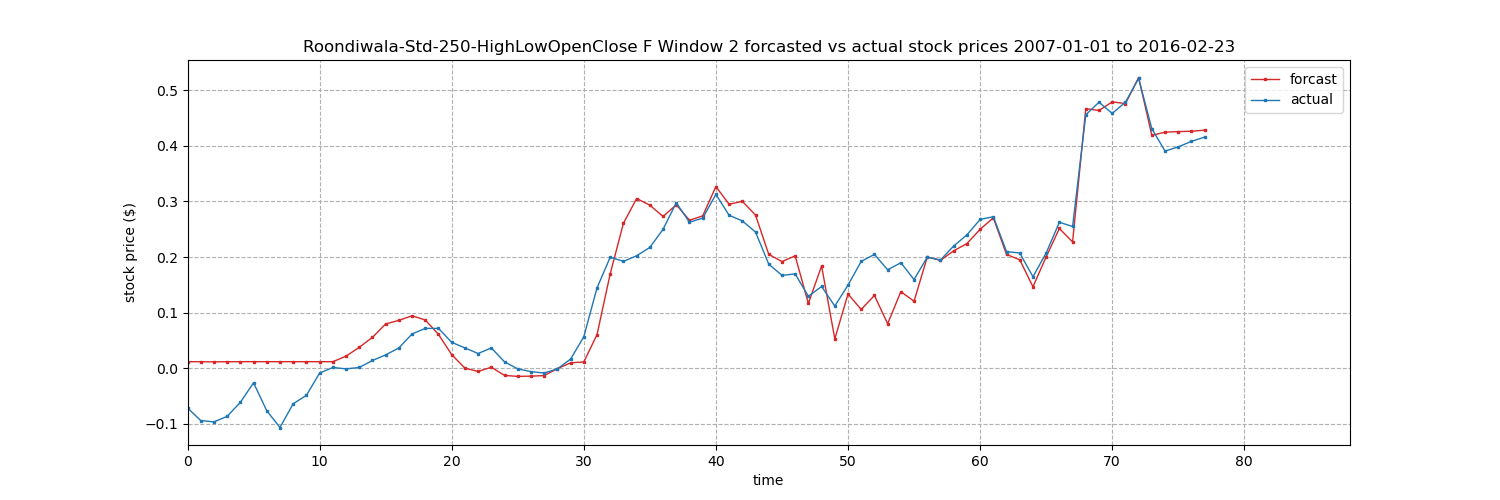 Roondiwala-Std-250-HighLowOpenClose F Window 2 forcasted vs actual stock prices 2007-01-01 to 2016-02-23
forcast
actual
stock price ($)
0.5
0.4
0.3
0.2
0.1
0.0
−0.1
0 10 20 30 40 50 60 70 80
time